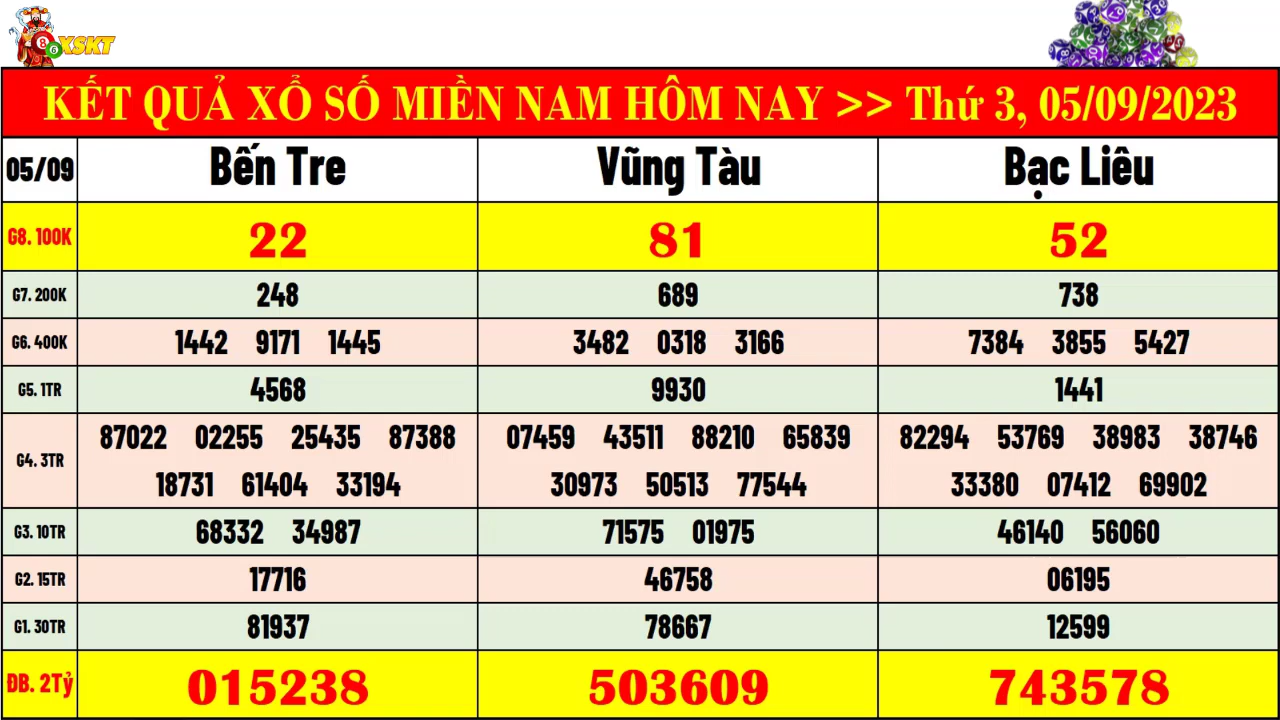 XSKT
KẾT QUẢ XỔ SỐ MIỀN NAM HÔM NAY >> Thứ 3, 05/09/2023
05/09 Bến Tre Vũng Tàu Bạc Liêu
G8. 100K 22 81 52
G7. 200K 248 689 738
G6. 400K 1442 9171 1445 3482 0318 3166 7384 3855 5427
G5. 1TR 4568 9930 1441
G4. 3TR 87022 02255 25435 87388 07459 43511 88210 65839 82294 53769 38983 38746
18731 61404 33194 30973 50513 77544 33380 07412 69902
G3. 10TR 68332 34987 71575 01975 46140 56060
G2. 15TR 17716 46758 06195
G1. 30TR 81937 78667 12599
ĐB. 2Tỷ 015238 503609 743578